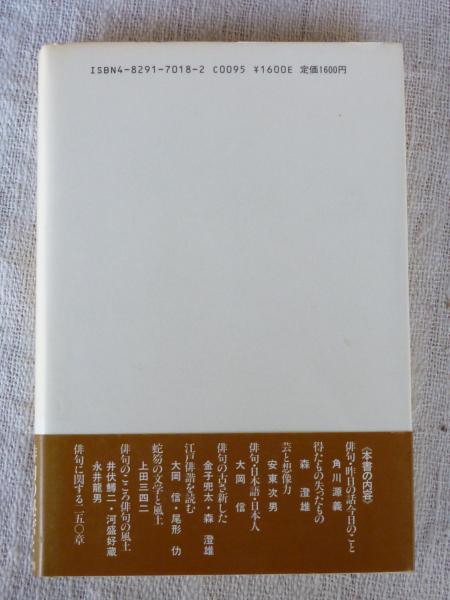 ISBN4-8291-7018-2 C0095 ¥1600E 定価1600円
〈本書の内容〉
俳句・昨日の話今日のこと
角川源義
得たもの失ったもの
森 澄雄
芸と想像力
安東次男
俳句・日本語・日本人
大岡 信
俳句の古さ新しさ
金子兜太・森 澄雄
江戸俳諧を読む
大岡 信・尾形 仂
蛇笏の文学と風土
上田三四二
俳句のこころ俳句の風土
井伏鱒二・河盛好蔵
俳句に関する二五〇章
永井龍男